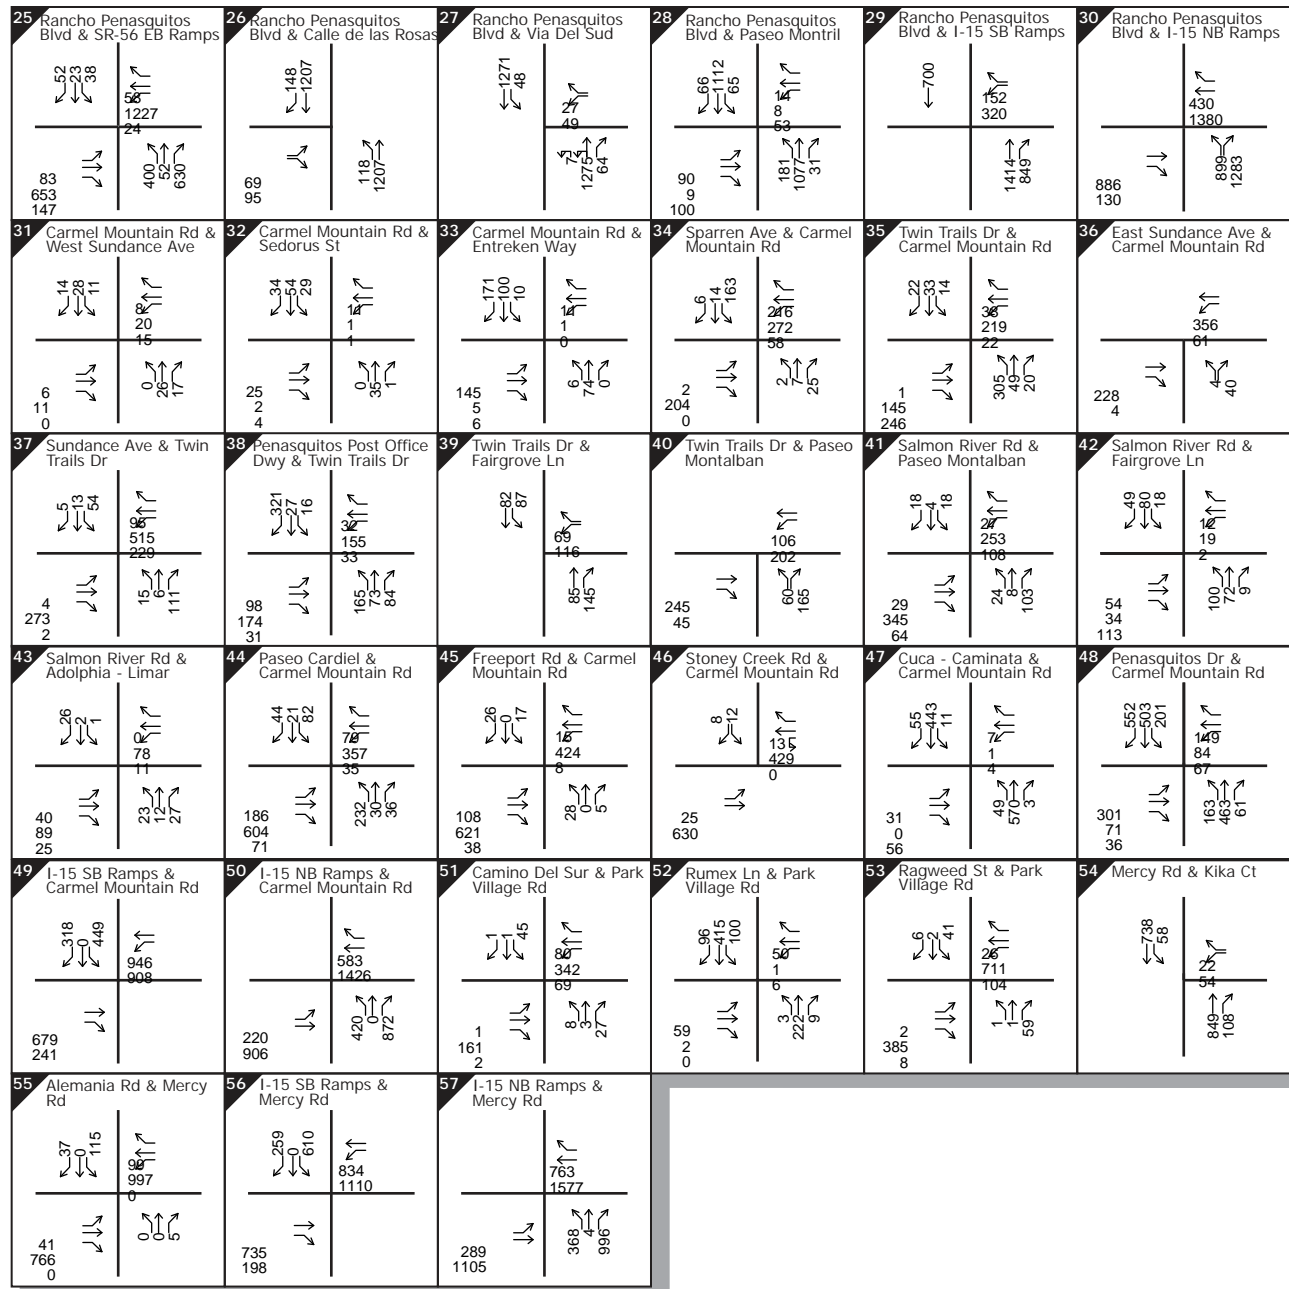 25 Rancho Penasquitos
Blvd & SR-56 EB Ramps
52 23 38
58
1227
24
83
653
147
400 52 630
26 Rancho Penasquitos
Blvd & Calle de las Rosas
148 1207
69
95
118 1207
27 Rancho Penasquitos
Blvd & Via Del Sud
1271 48
27
49
7 1275 64
28 Rancho Penasquitos
Blvd & Paseo Montril
66 1112 65
14
8
53
90
9
100
181 1077 31
29 Rancho Penasquitos
Blvd & I-15 SB Ramps
700
152
320
1414 849
30 Rancho Penasquitos
Blvd & I-15 NB Ramps
430
1380
886
130
899 1283
31 Carmel Mountain Rd &
West Sundance Ave
14 28 11
8
20
15
6
11
0
0 26 17
32 Carmel Mountain Rd &
Sedorus St
34 54 29
14
1
1
25
2
4
0 35 1
33 Carmel Mountain Rd &
Entreken Way
171 100 10
14
1
0
145
5
6
6 74 0
34 Sparren Ave & Carmel
Mountain Rd
6 14 163
216
272
58
2
204
0
2 7 25
35 Twin Trails Dr &
Carmel Mountain Rd
22 33 14
38
219
22
1
145
246
305 49 20
36 East Sundance Ave &
Carmel Mountain Rd
356
61
228
4
4 40
37 Sundance Ave & Twin
Trails Dr
5 13 54
96
515
229
4
273
2
15 6 111
38 Penasquitos Post Office
Dwy & Twin Trails Dr
321 27 16
32
155
33
98
174
31
165 73 84
39 Twin Trails Dr &
Fairgrove Ln
82 87
69
116
85 145
40 Twin Trails Dr & Paseo
Montalban
106
202
245
45
60 165
41 Salmon River Rd &
Paseo Montalban
18 4 18
27
253
108
29
345
64
24 8 103
42 Salmon River Rd &
Fairgrove Ln
49 80 18
12
19
2
54
34
113
100 72 9
43 Salmon River Rd &
Adolphia - Limar
26 2 1
0
78
11
40
89
25
23 12 27
44 Paseo Cardiel &
Carmel Mountain Rd
44 21 82
79
357
35
186
604
71
232 30 36
45 Freeport Rd & Carmel
Mountain Rd
26 0 17
16
424
8
108
621
38
28 0 5
46 Stoney Creek Rd &
Carmel Mountain Rd
8 12
13
429
0
25
630
47 Cuca - Caminata &
Carmel Mountain Rd
55 443 11
7
1
4
31
0
56
49 570 3
48 Penasquitos Dr &
Carmel Mountain Rd
552 503 201
149
84
67
301
71
36
163 463 61
49 I-15 SB Ramps &
Carmel Mountain Rd
318 0 449
946
908
679
241
50 I-15 NB Ramps &
Carmel Mountain Rd
583
1426
220
906
420 0 872
51 Camino Del Sur & Park
Village Rd
1 1 45
80
342
69
1
161
2
8 3 27
52 Rumex Ln & Park
Village Rd
96 415 100
50
1
6
59
2
0
3 222 9
53 Ragweed St & Park
Village Rd
6 2 41
26
711
104
2
385
8
1 1 59
54 Mercy Rd & Kika Ct
738 58
22
54
849 108
55 Alemania Rd & Mercy
Rd
37 0 115
99
997
0
41
766
0
0 0 5
56 I-15 SB Ramps &
Mercy Rd
259 0 610
834
1110
735
198
57 I-15 NB Ramps &
Mercy Rd
763
1577
289
1105
368 4 996